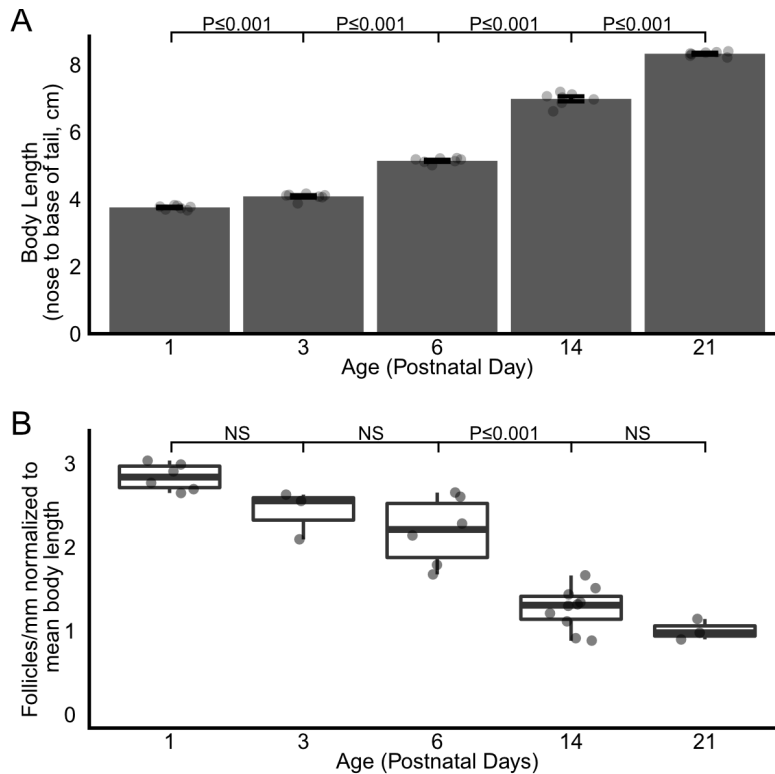 A
P≤0.001
P≤0.001
P≤0.001
P≤0.001
Body Length
(nose to base of tail, cm)
8
6
4
2
0
1
3
6
14
21
Age (Postnatal Day)
B
NS
NS
P≤0.001
NS
Follicles/mm normalized to
mean body length
3
2
1
0
1
3
6
14
21
Age (Postnatal Days)